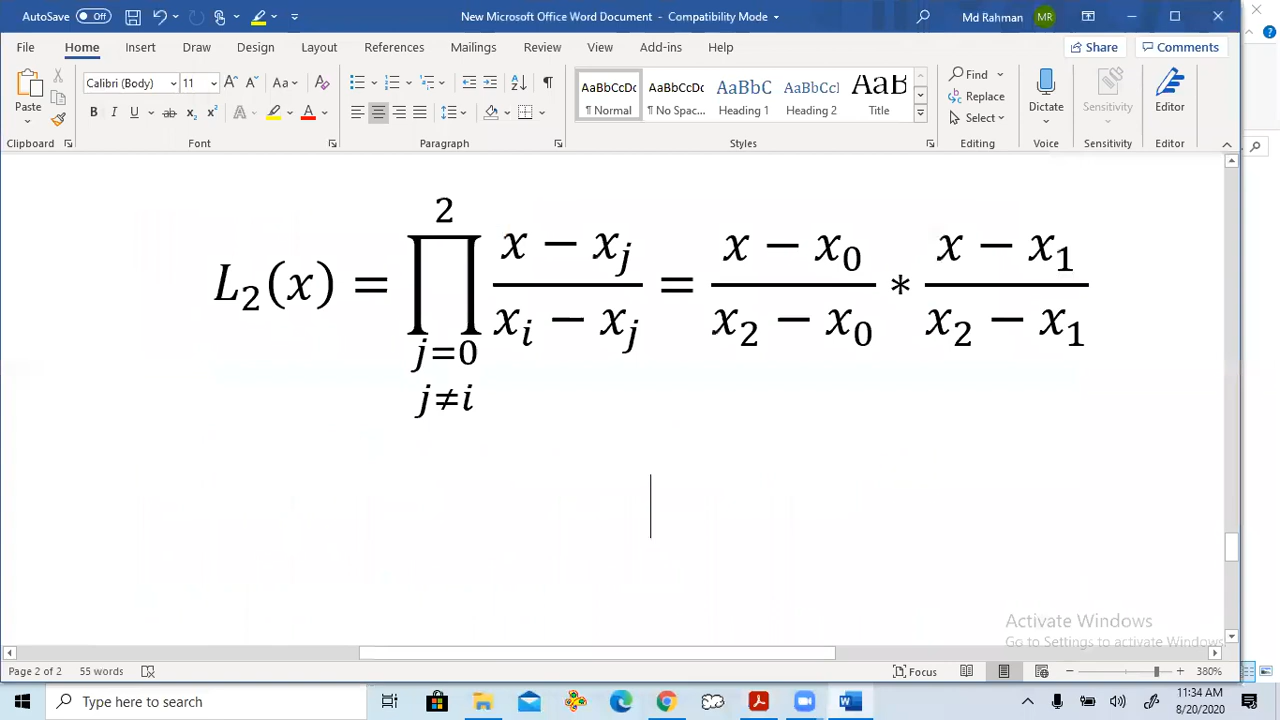 AutoSave Off New Microsoft Office Word Document - Compatibility Mode Md Rahman MR
File Home Insert Draw Design Layout References Mailings Review View Add-ins Help Share Comments
Calibri (Body) 11 Aa A
AaBbCcDc AaBbCcDc AaBbC AaBbCcI AaB
Find
Replace
Select
Paste B I U ab x₂ x² A A
¶ Normal ¶ No Spac... Heading 1 Heading 2 Title
Dictate Sensitivity Editor
Clipboard Font Paragraph Styles Editing Voice Sensitivity Editor
L₂(x) = ∏_{j=0, j≠i}^{2} (x − x_j)/(x_i − x_j) = (x − x₀)/(x₂ − x₀) * (x − x₁)/(x₂ − x₁)
Activate Windows
Go to Settings to activate Windows
Page 2 of 2 55 words Focus 380%
Type here to search
11:34 AM
8/20/2020